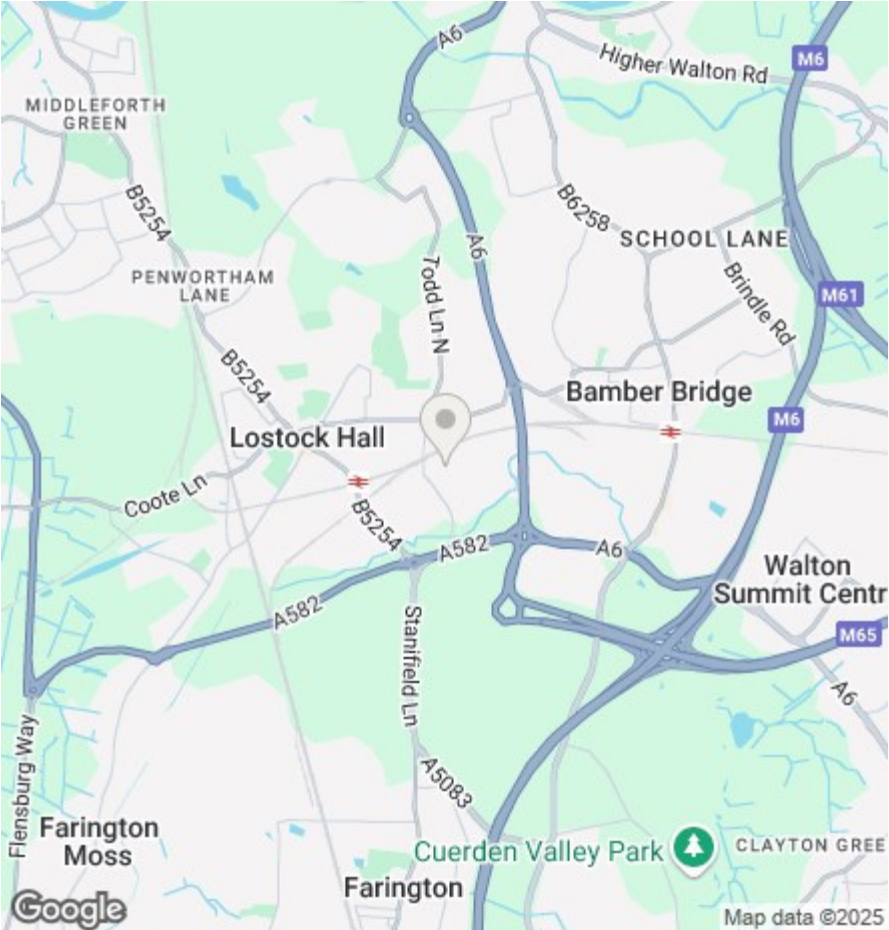 A6
M6
Higher Walton Rd
MIDDLEFORTH
GREEN
B5254
B6258
A6
SCHOOL LANE
PENWORTHAM
LANE
Todd Ln N
Brindle Rd
M61
B5254
Bamber Bridge
M6
Lostock Hall
Coote Ln
B5254
A582
A6
Walton
Summit Centr
A582
M65
Stanifield Ln
A6
Flensburg Way
A5083
Farington
Moss
Cuerden Valley Park
CLAYTON GREE
Farington
Google
Map data ©2025